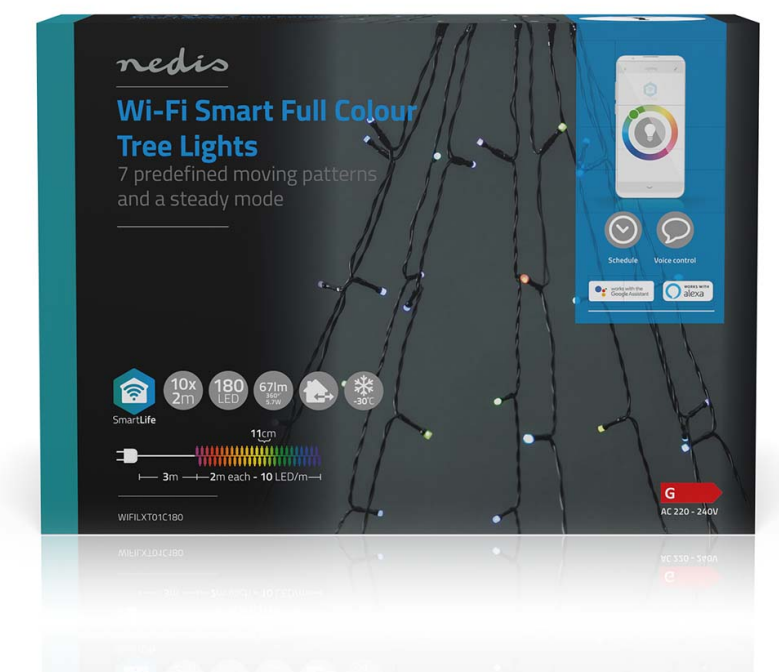 nedis
Wi-Fi Smart Full Colour
Tree Lights
7 predefined moving patterns
and a steady mode
Schedule
Voice control
works with the
Google Assistant
WORKS WITH
alexa
10x
2m
180
LED
67lm
360°
5.7W
-30°C
SmartLife
11cm
3m
2m each - 10 LED/m
WIFILXT01C180
G
AC 220 - 240V